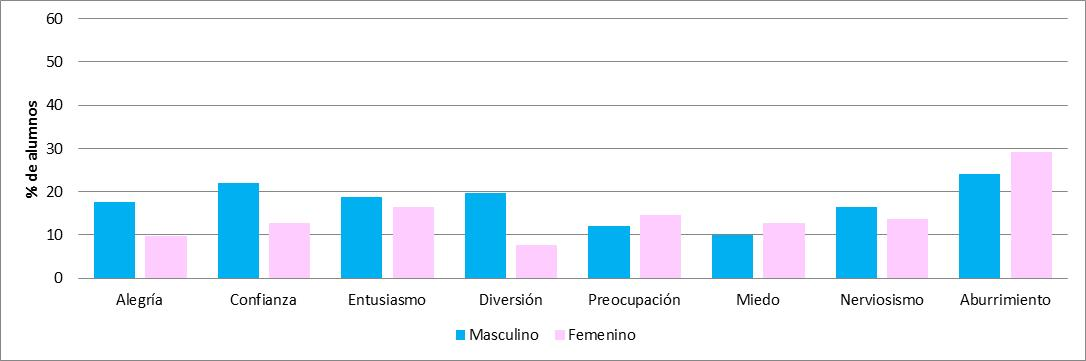 % de alumnos
60
50
40
30
20
10
0
Alegría Confianza Entusiasmo Diversión Preocupación Miedo Nerviosismo Aburrimiento
Masculino Femenino